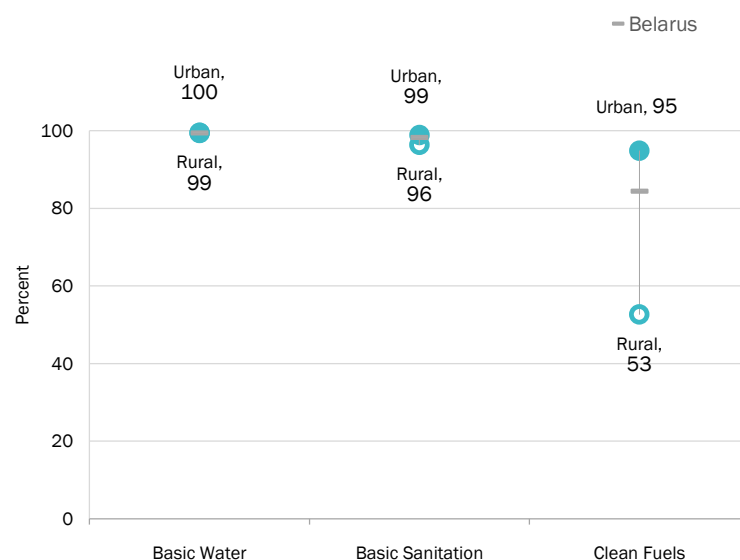 Belarus
Urban,
100
Urban,
99
Urban, 95
100
Rural,
99
Rural,
96
80
60
Percent
Rural,
53
40
20
0
Basic Water
Basic Sanitation
Clean Fuels